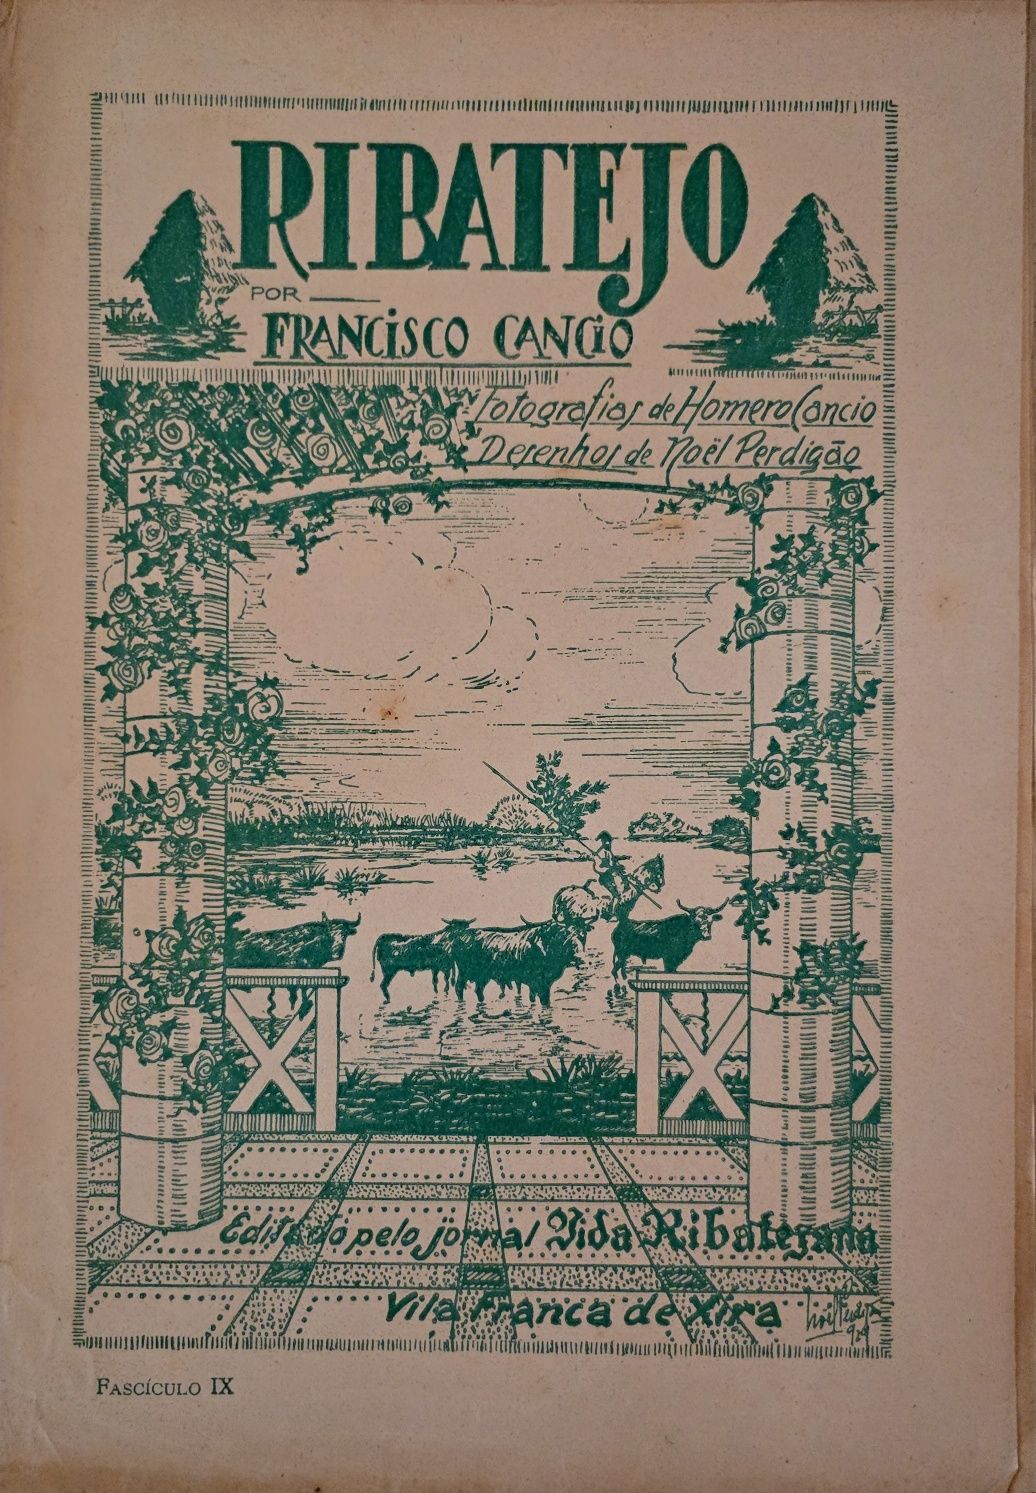 RIBATEJO
POR
FRANCISCO CANCIO
Fotografias de Homero Cancio
Desenhos de Noël Perdigão
Editado pelo jornal Vida Ribatejana
Vila Franca de Xira
FASCÍCULO IX